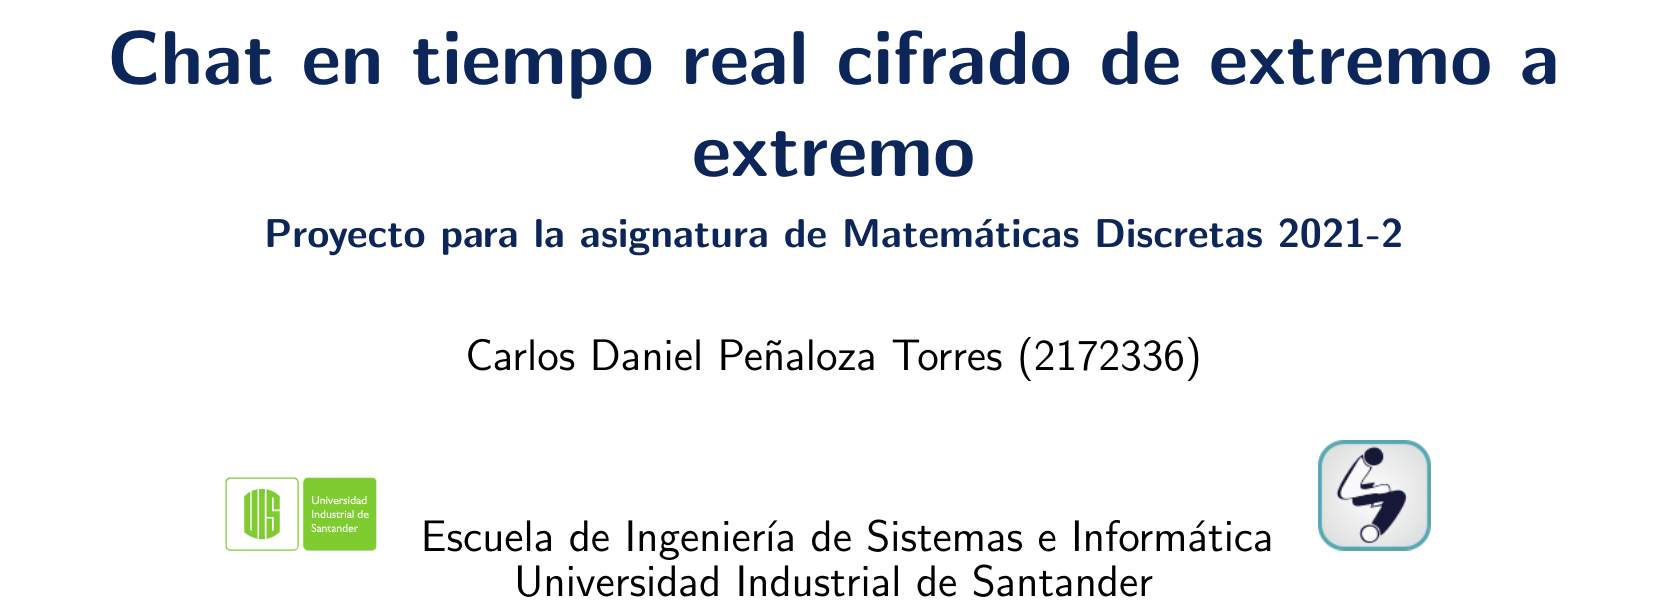 Chat en tiempo real cifrado de extremo a
extremo
Proyecto para la asignatura de Matemáticas Discretas 2021-2
Carlos Daniel Peñaloza Torres (2172336)
UIS
Universidad
Industrial de
Santander
Escuela de Ingeniería de Sistemas e Informática
Universidad Industrial de Santander